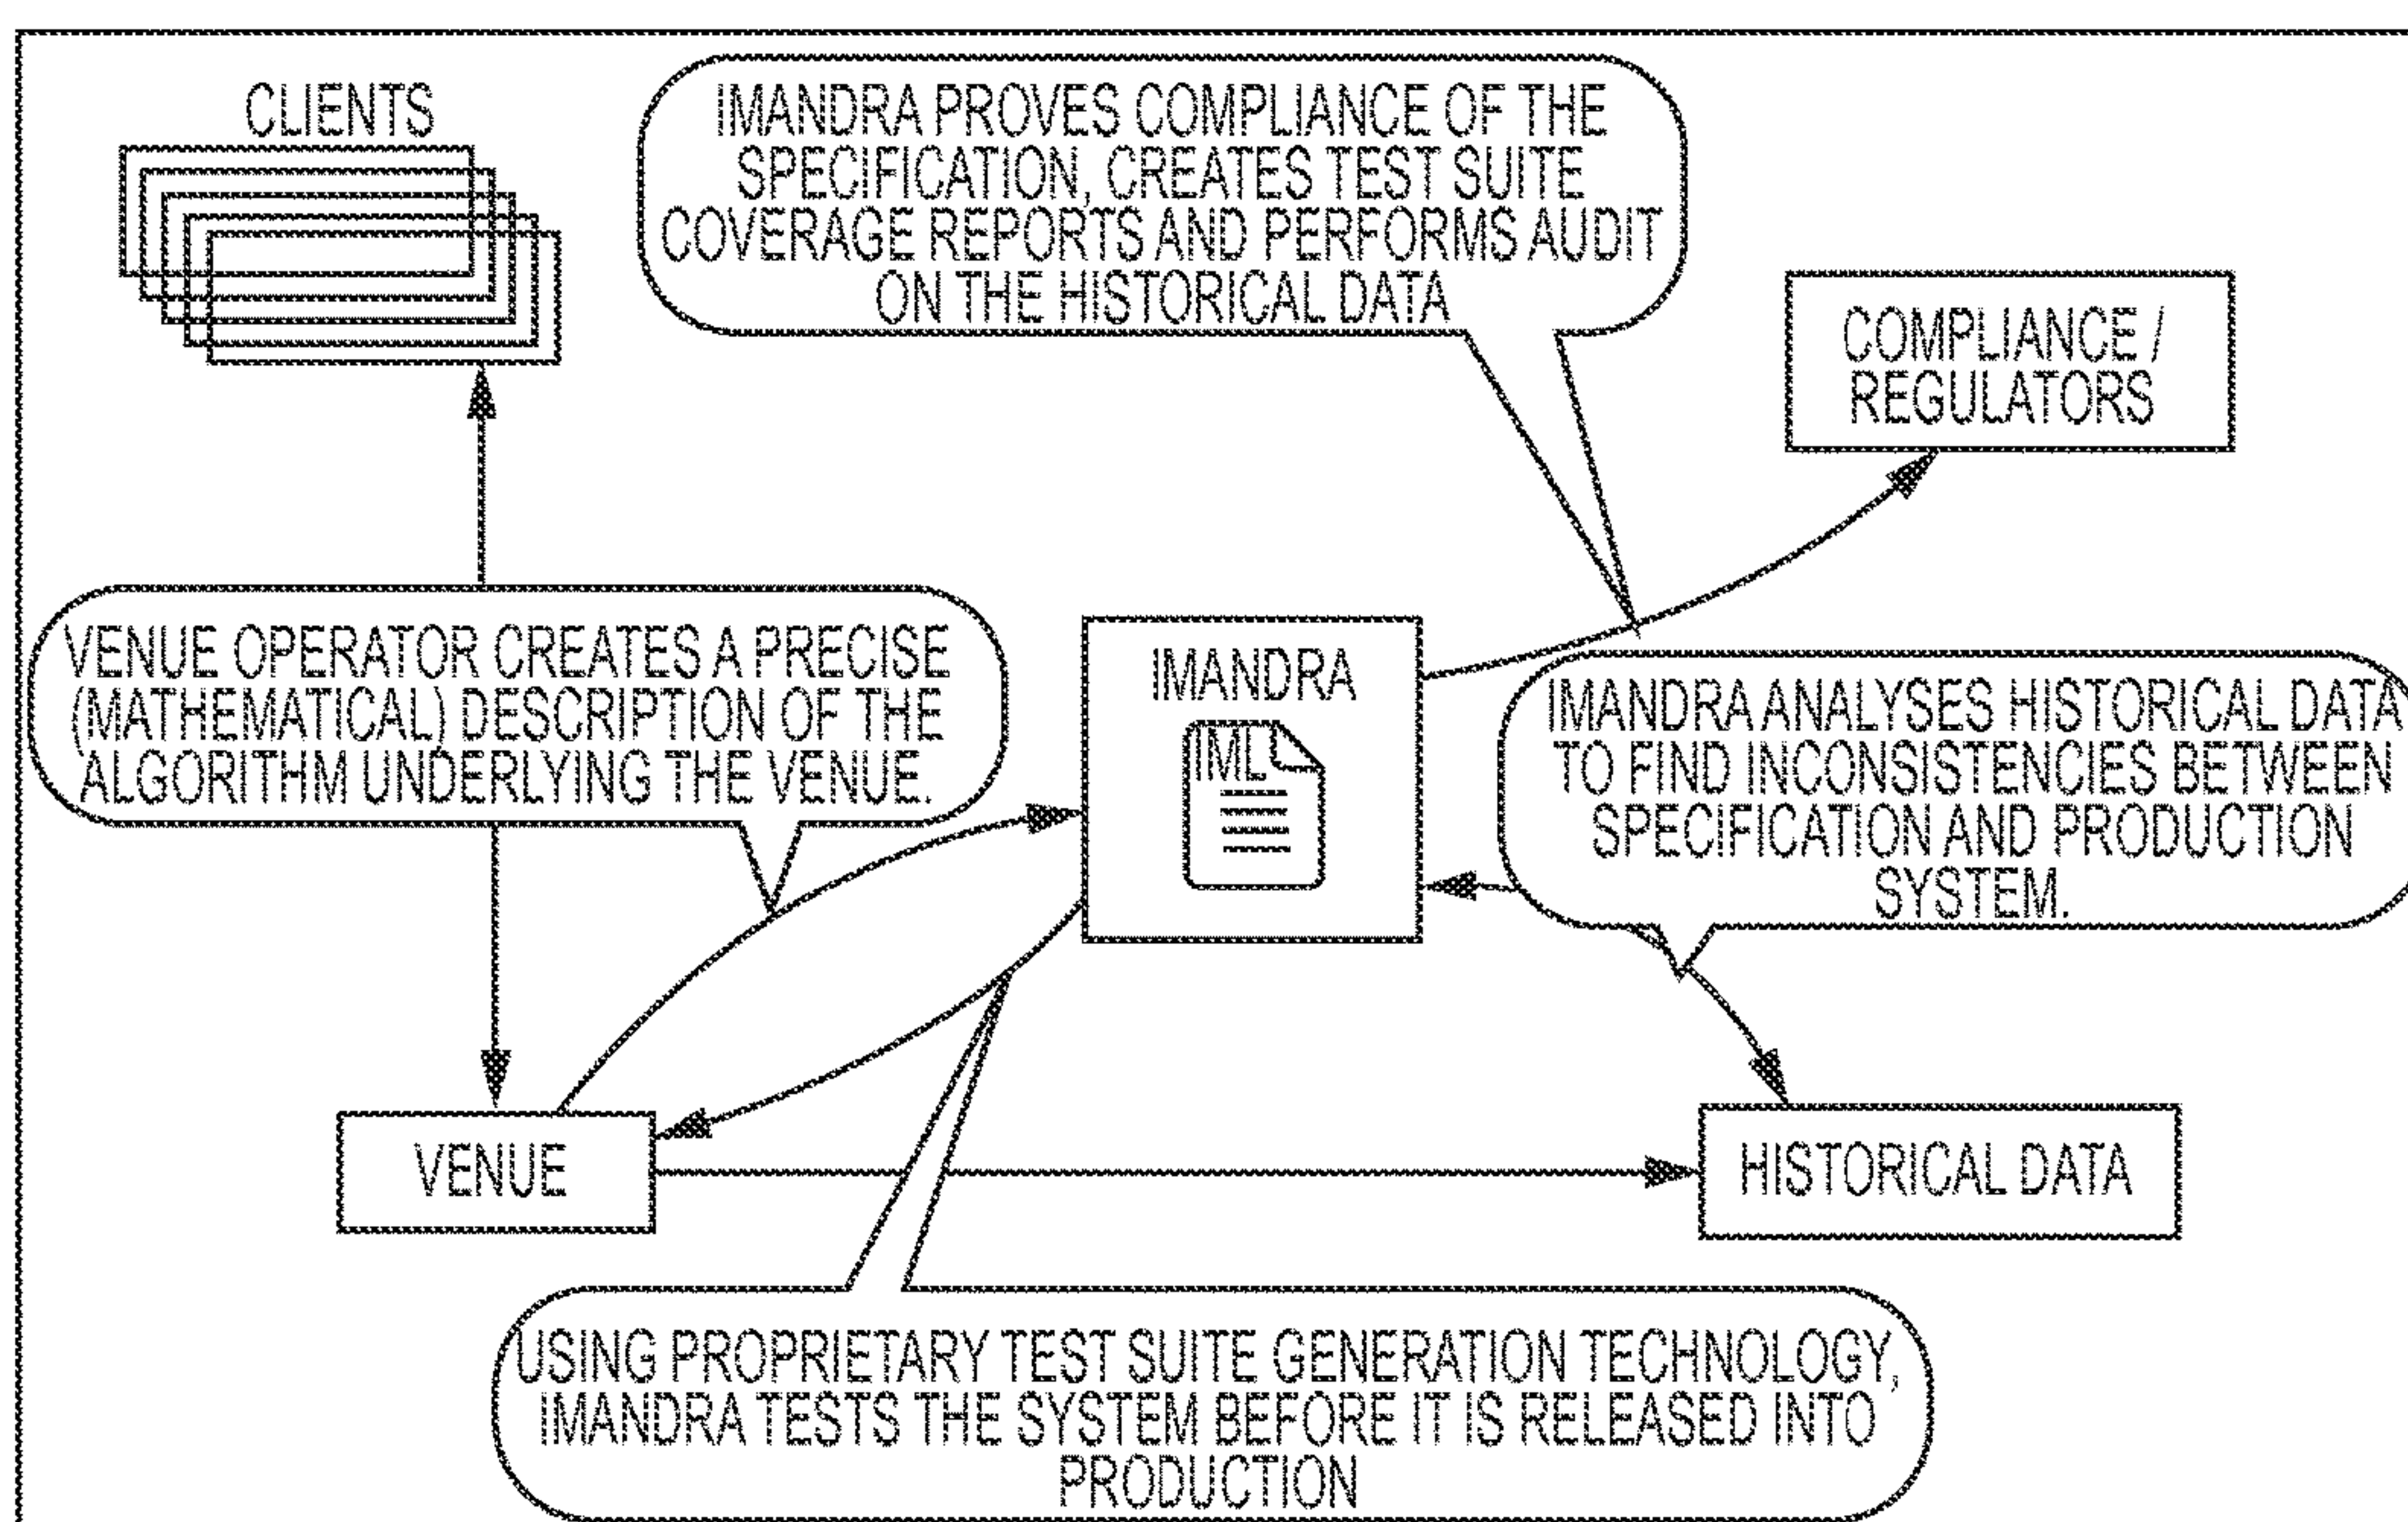 CLIENTS
IMANDRA PROVES COMPLIANCE OF THE
SPECIFICATION, CREATES TEST SUITE
COVERAGE REPORTS AND PERFORMS AUDIT
ON THE HISTORICAL DATA
COMPLIANCE /
REGULATORS
VENUE OPERATOR CREATES A PRECISE
(MATHEMATICAL) DESCRIPTION OF THE
ALGORITHM UNDERLYING THE VENUE.
IMANDRA
IML
IMANDRA ANALYSES HISTORICAL DATA
TO FIND INCONSISTENCIES BETWEEN
SPECIFICATION AND PRODUCTION
SYSTEM.
VENUE
HISTORICAL DATA
USING PROPRIETARY TEST SUITE GENERATION TECHNOLOGY,
IMANDRA TESTS THE SYSTEM BEFORE IT IS RELEASED INTO
PRODUCTION